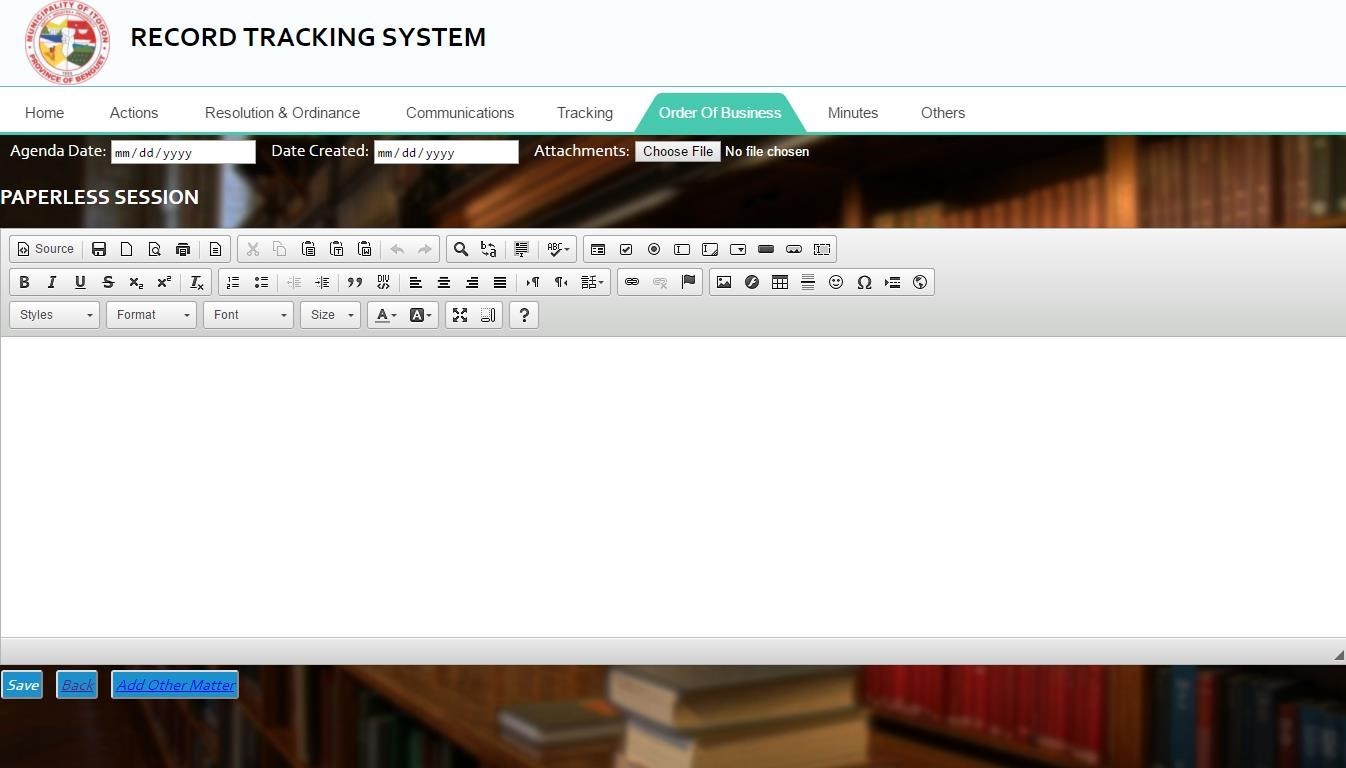 MUNICIPALITY OF ITOGON
PROVINCE OF BENGUET
RECORD TRACKING SYSTEM
Home Actions Resolution & Ordinance Communications Tracking Order Of Business Minutes Others
Agenda Date: mm/dd/yyyy Date Created: mm/dd/yyyy Attachments: Choose File No file chosen
PAPERLESS SESSION
Source
Styles Format Font Size
Save Back Add Other Matter